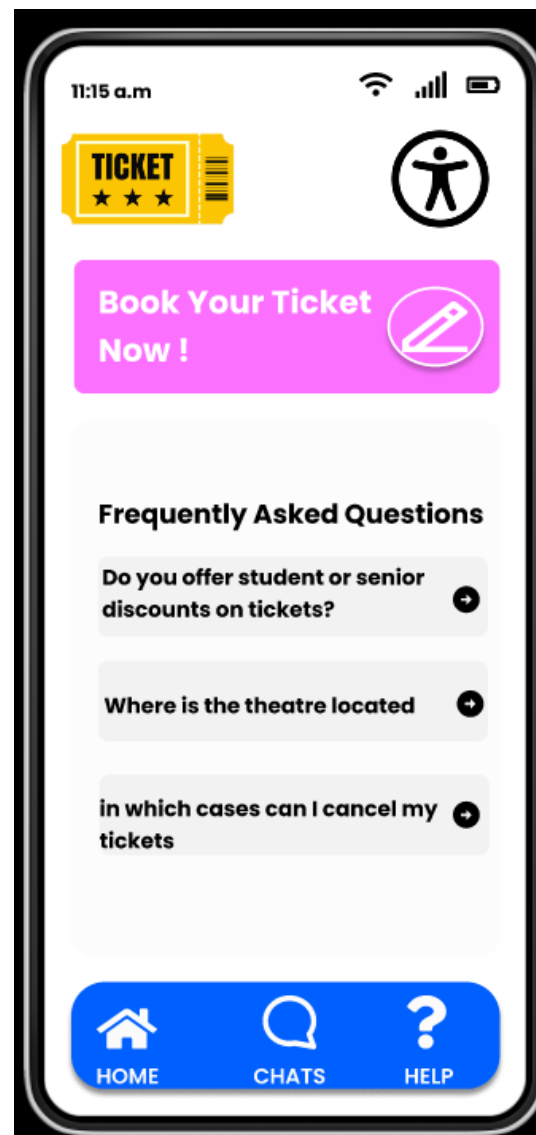 11:15 a.m
TICKET
Book Your Ticket
Now !
Frequently Asked Questions
Do you offer student or senior
discounts on tickets?
Where is the theatre located
in which cases can I cancel my
tickets
HOME CHATS HELP